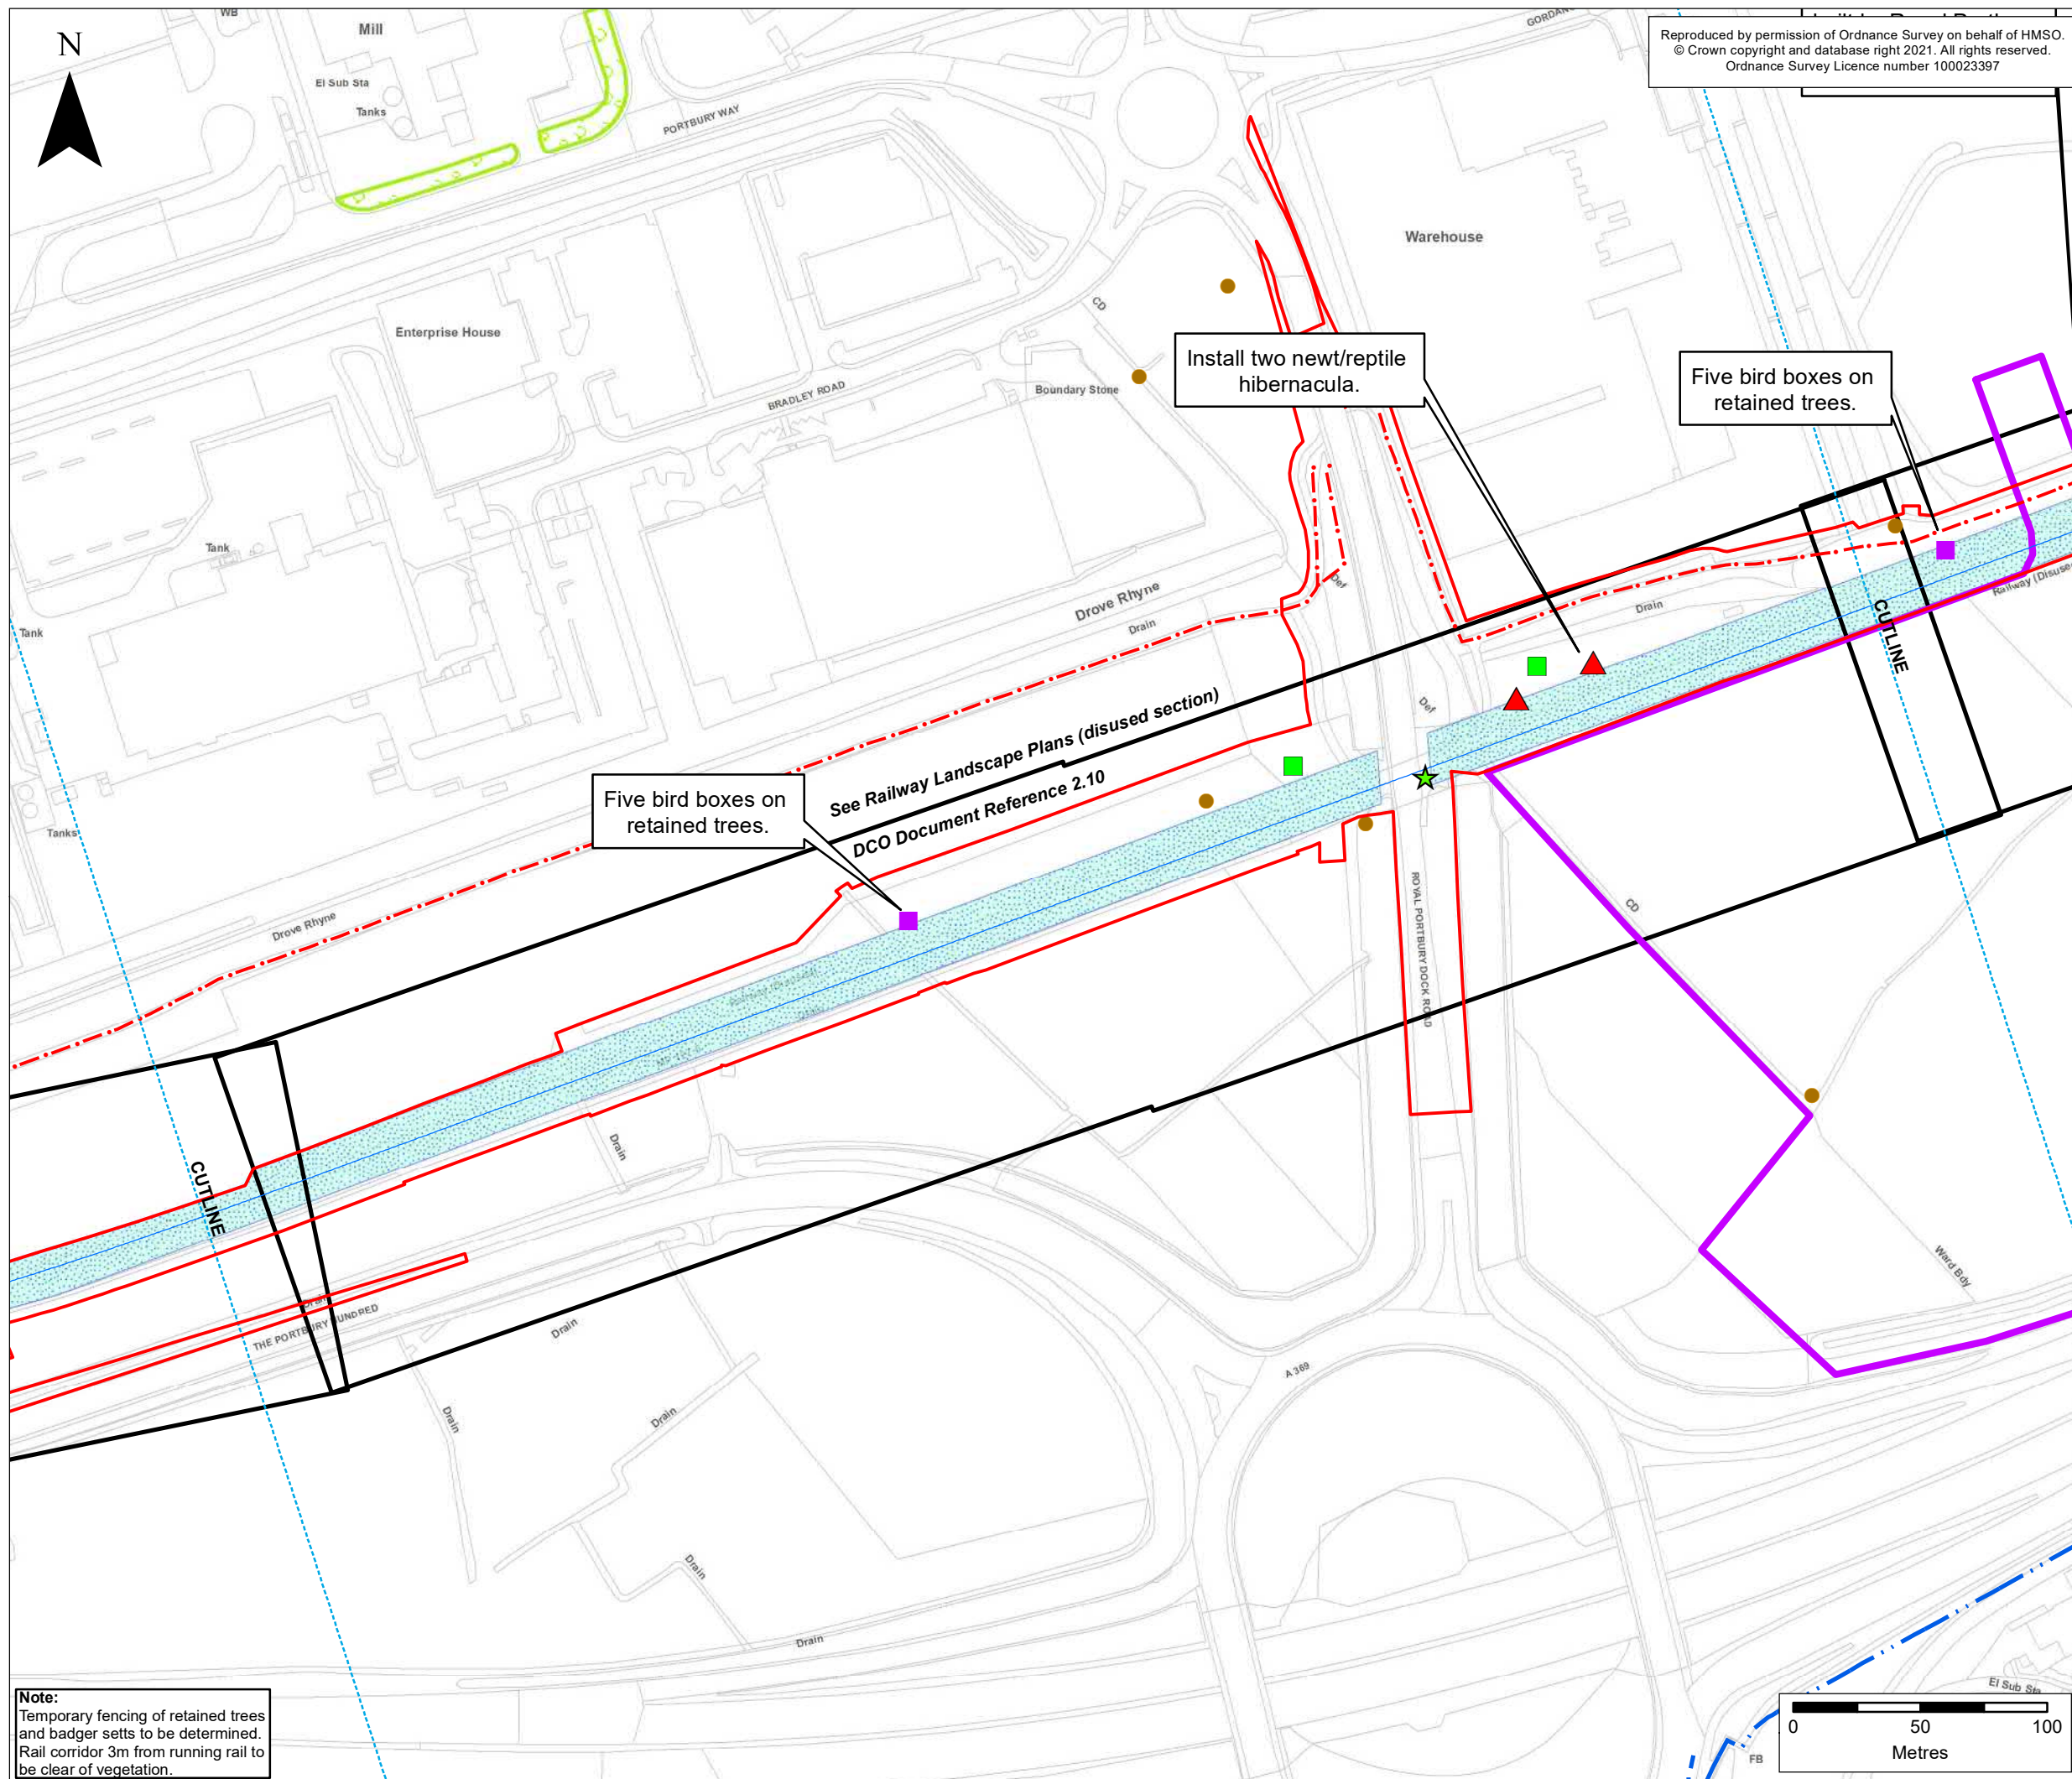 WB
Mill
N
El Sub Sta
Tanks
PORTBURY WAY
Reproduced by permission of Ordnance Survey on behalf of HMSO.
© Crown copyright and database right 2021. All rights reserved.
Ordnance Survey Licence number 100023397
Warehouse
CD
Enterprise House
BRADLEY ROAD
Boundary Stone
Install two newt/reptile
hibernacula.
Five bird boxes on
retained trees.
Tank
Tank
Drove Rhyne
Drain
Def
Drain
Railway (Disuse
CUTLINE
Def
See Railway Landscape Plans (disused section)
DCO Document Reference 2.10
Five bird boxes on
retained trees.
Tanks
Drove Rhyne
CD
ROYAL PORTBURY DOCK ROAD
Drain
CUTLINE
Drain
THE PORTBURY HUNDRED
Drain
Ward Bdy
A 369
Drain
Drain
Drain
Drain
Note:
Temporary fencing of retained trees
and badger setts to be determined.
Rail corridor 3m from running rail to
be clear of vegetation.
El Sub Sta
FB
0 50 100
Metres